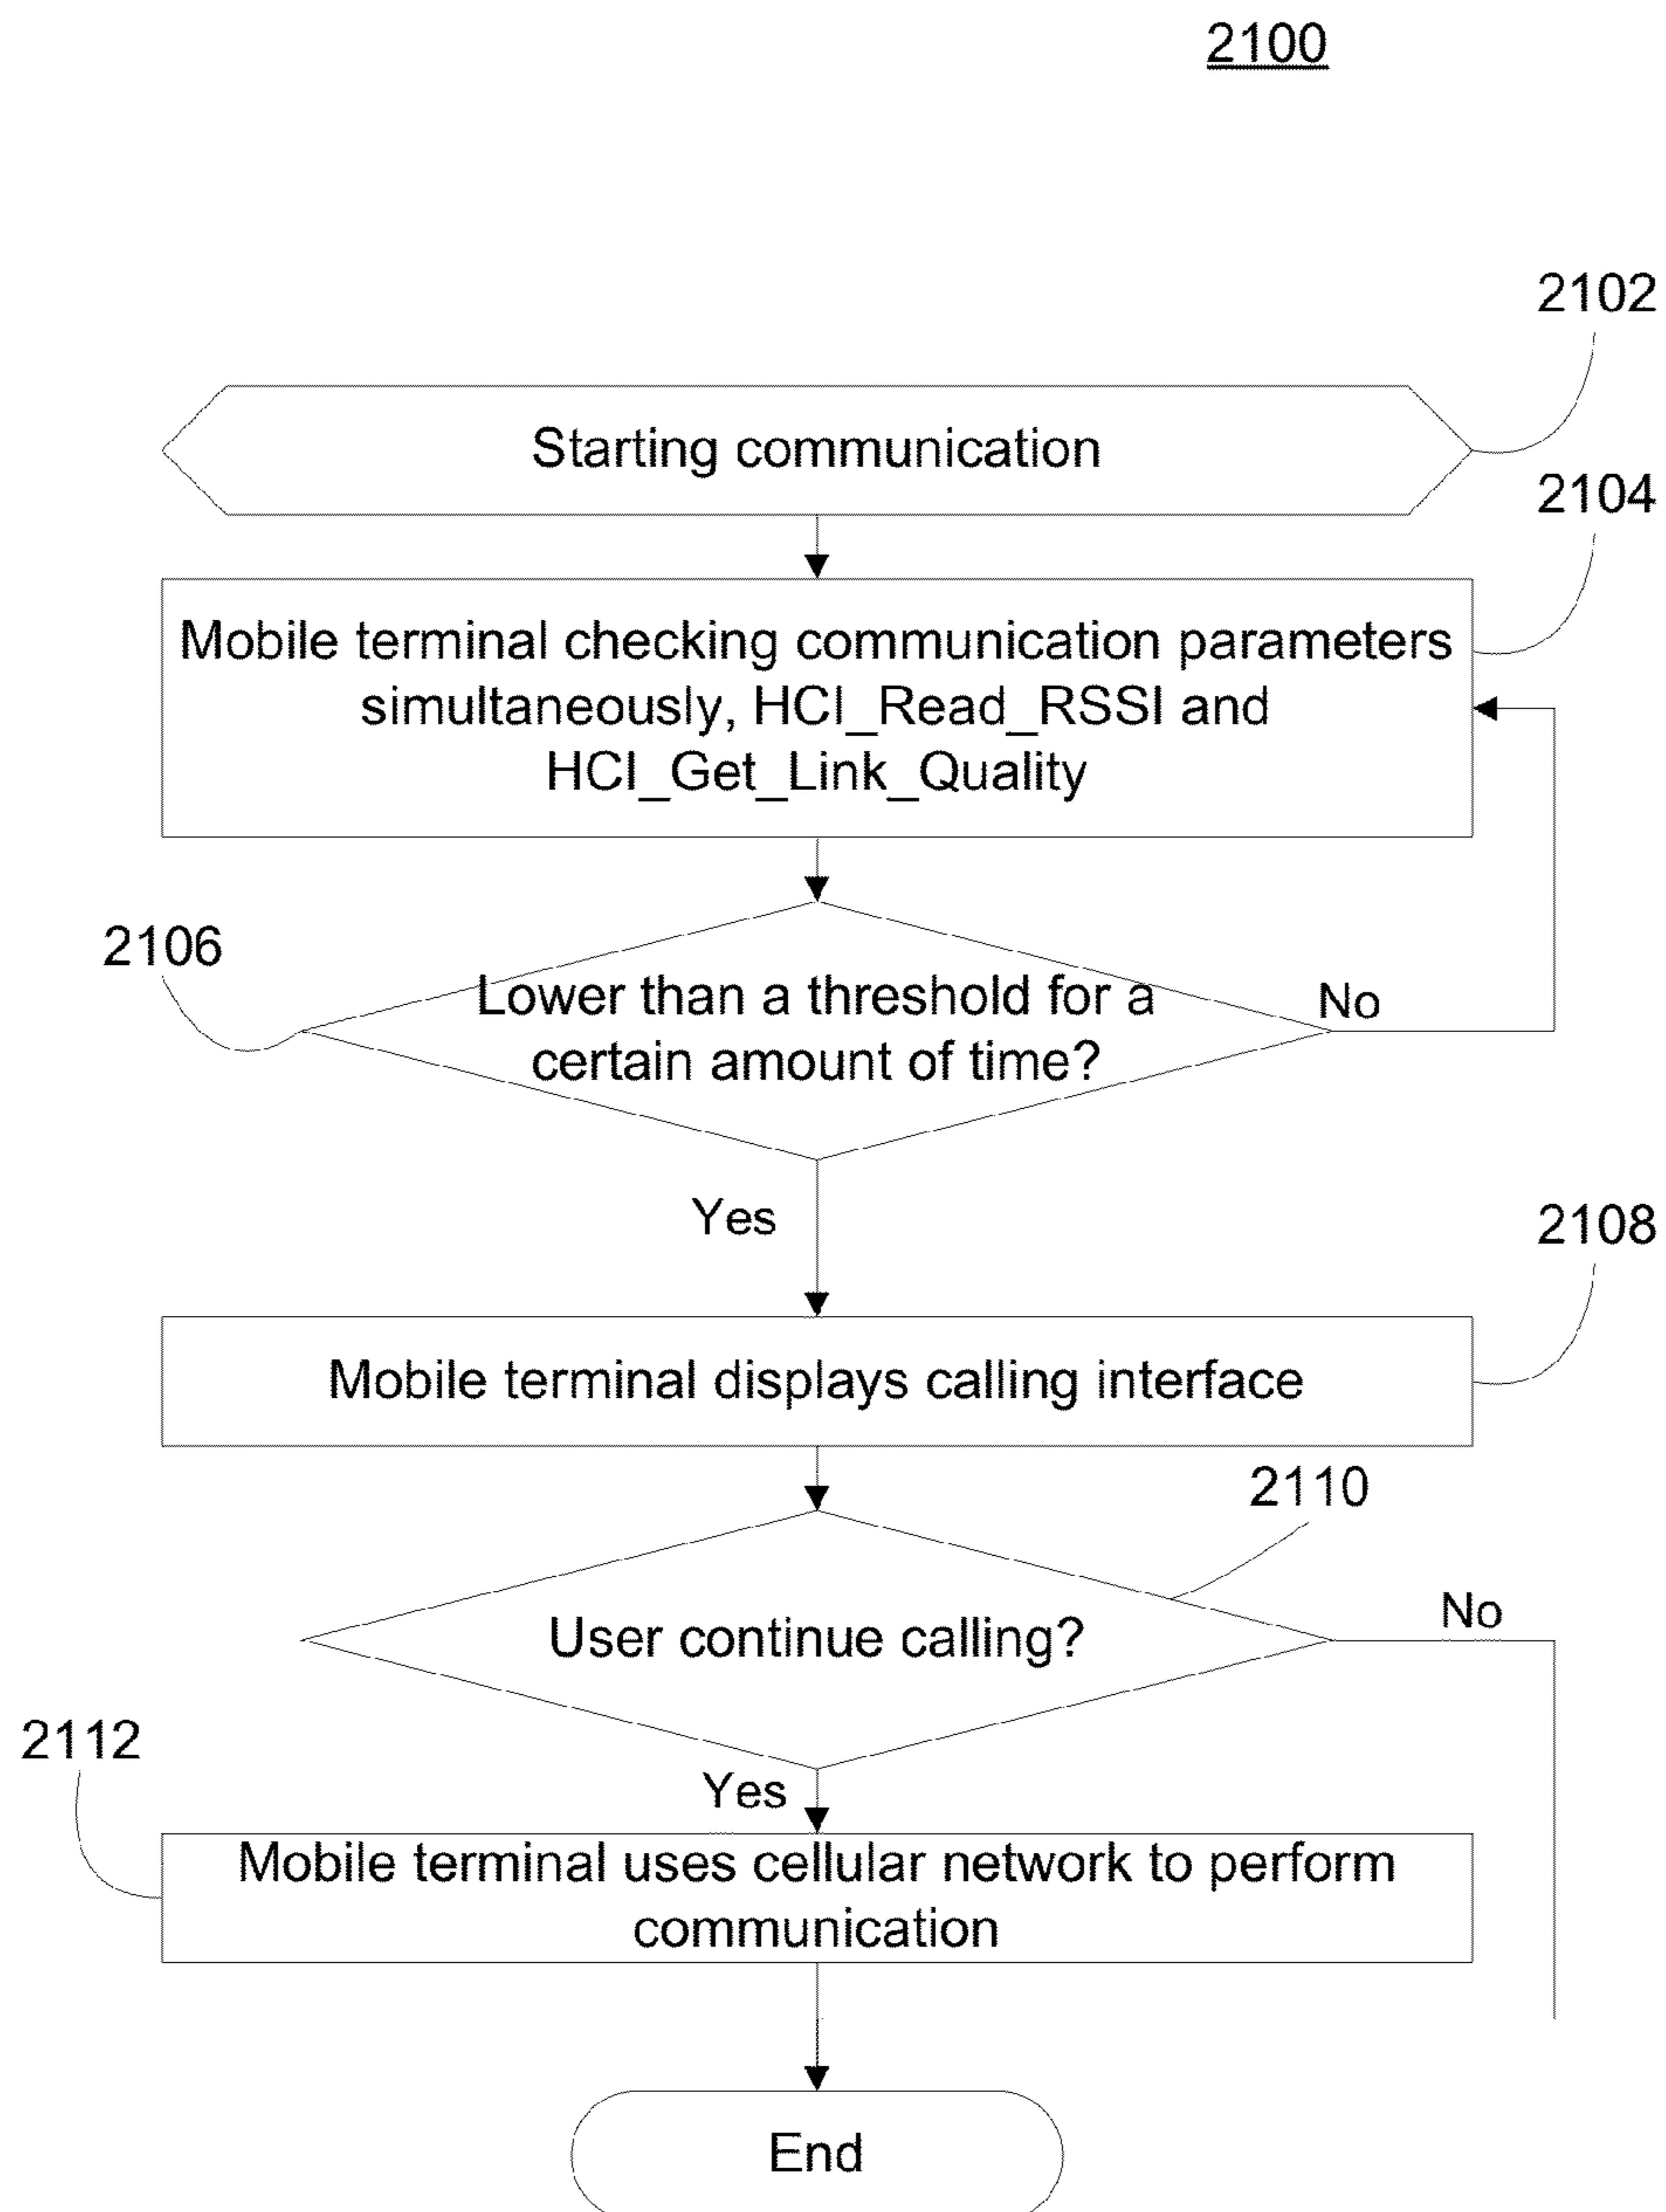 2100
2102
Starting communication
2104
Mobile terminal checking communication parameters
simultaneously, HCI_Read_RSSI and
HCI_Get_Link_Quality
2106
Lower than a threshold for a
certain amount of time?
No
Yes
2108
Mobile terminal displays calling interface
2110
User continue calling?
No
2112
Yes
Mobile terminal uses cellular network to perform
communication
End